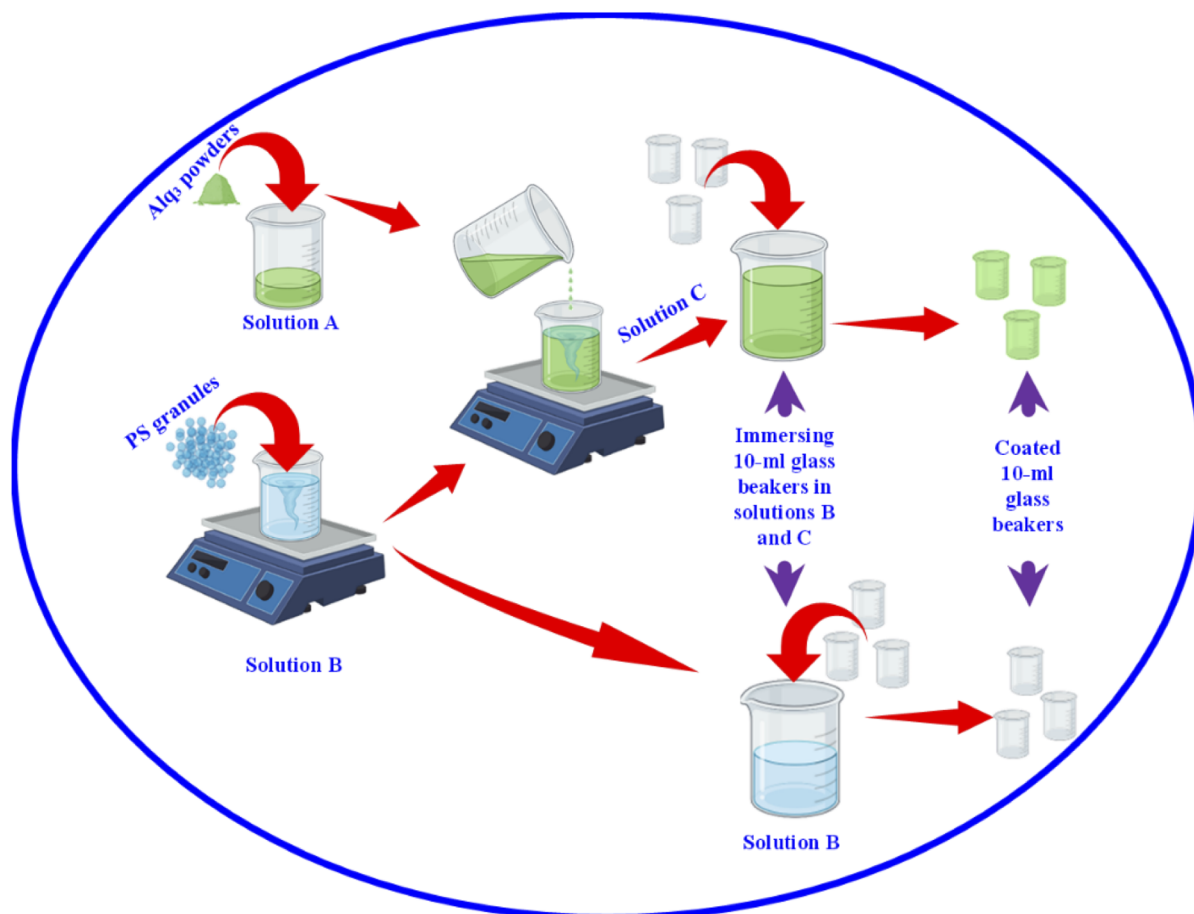 Alq₃ powders
Solution A
PS granules
Solution B
Solution C
Immersing
10-ml glass
beakers in
solutions B
and C
Coated
10-ml
glass
beakers
Solution B